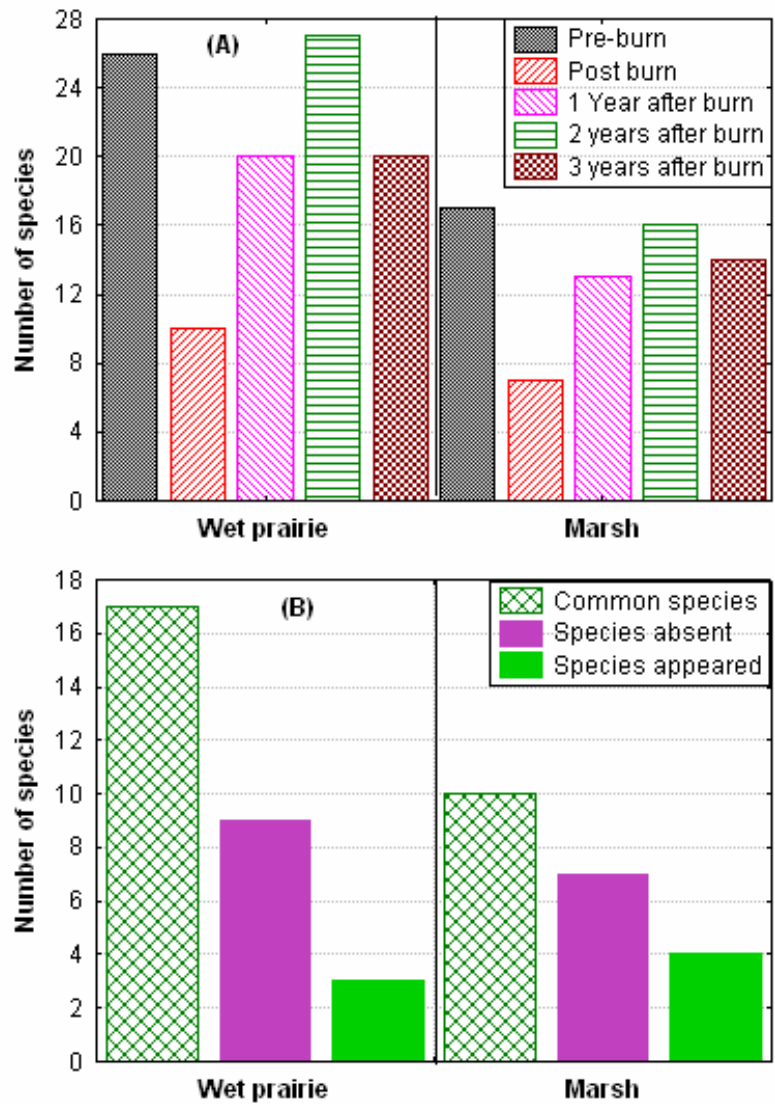 28
24
20
16
12
8
4
0
Number of species
(A)
Pre-burn
Post burn
1 Year after burn
2 years after burn
3 years after burn
Wet prairie
Marsh
18
16
14
12
10
8
6
4
2
0
Number of species
(B)
Common species
Species absent
Species appeared
Wet prairie
Marsh